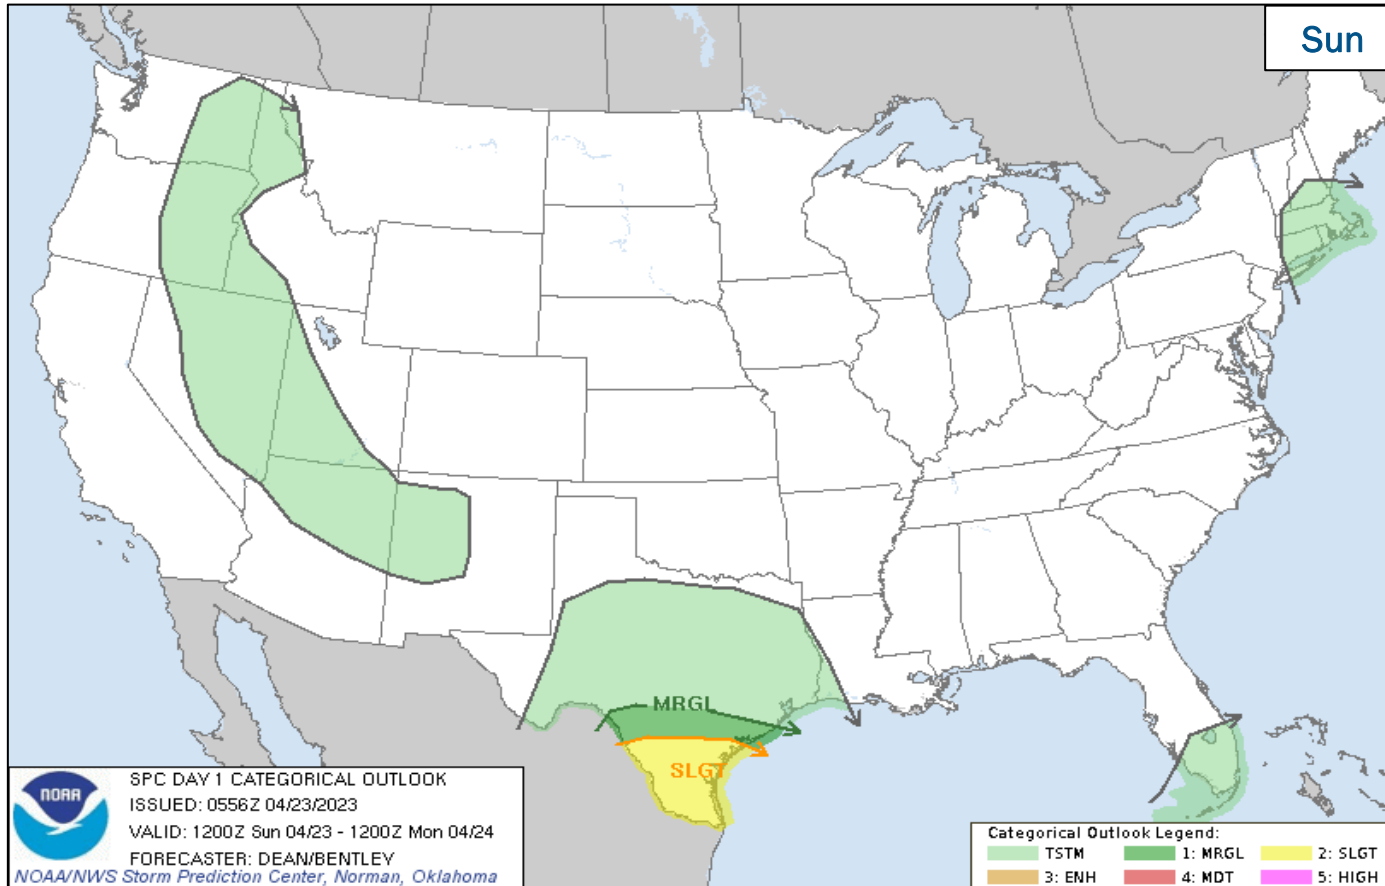 Sun
MRGL
SLGT
NOAA
SPC DAY 1 CATEGORICAL OUTLOOK
ISSUED: 0556Z 04/23/2023
VALID: 1200Z Sun 04/23 - 1200Z Mon 04/24
FORECASTER: DEAN/BENTLEY
NOAA/NWS Storm Prediction Center, Norman, Oklahoma
Categorical Outlook Legend:
TSTM 1: MRGL 2: SLGT
3: ENH 4: MDT 5: HIGH